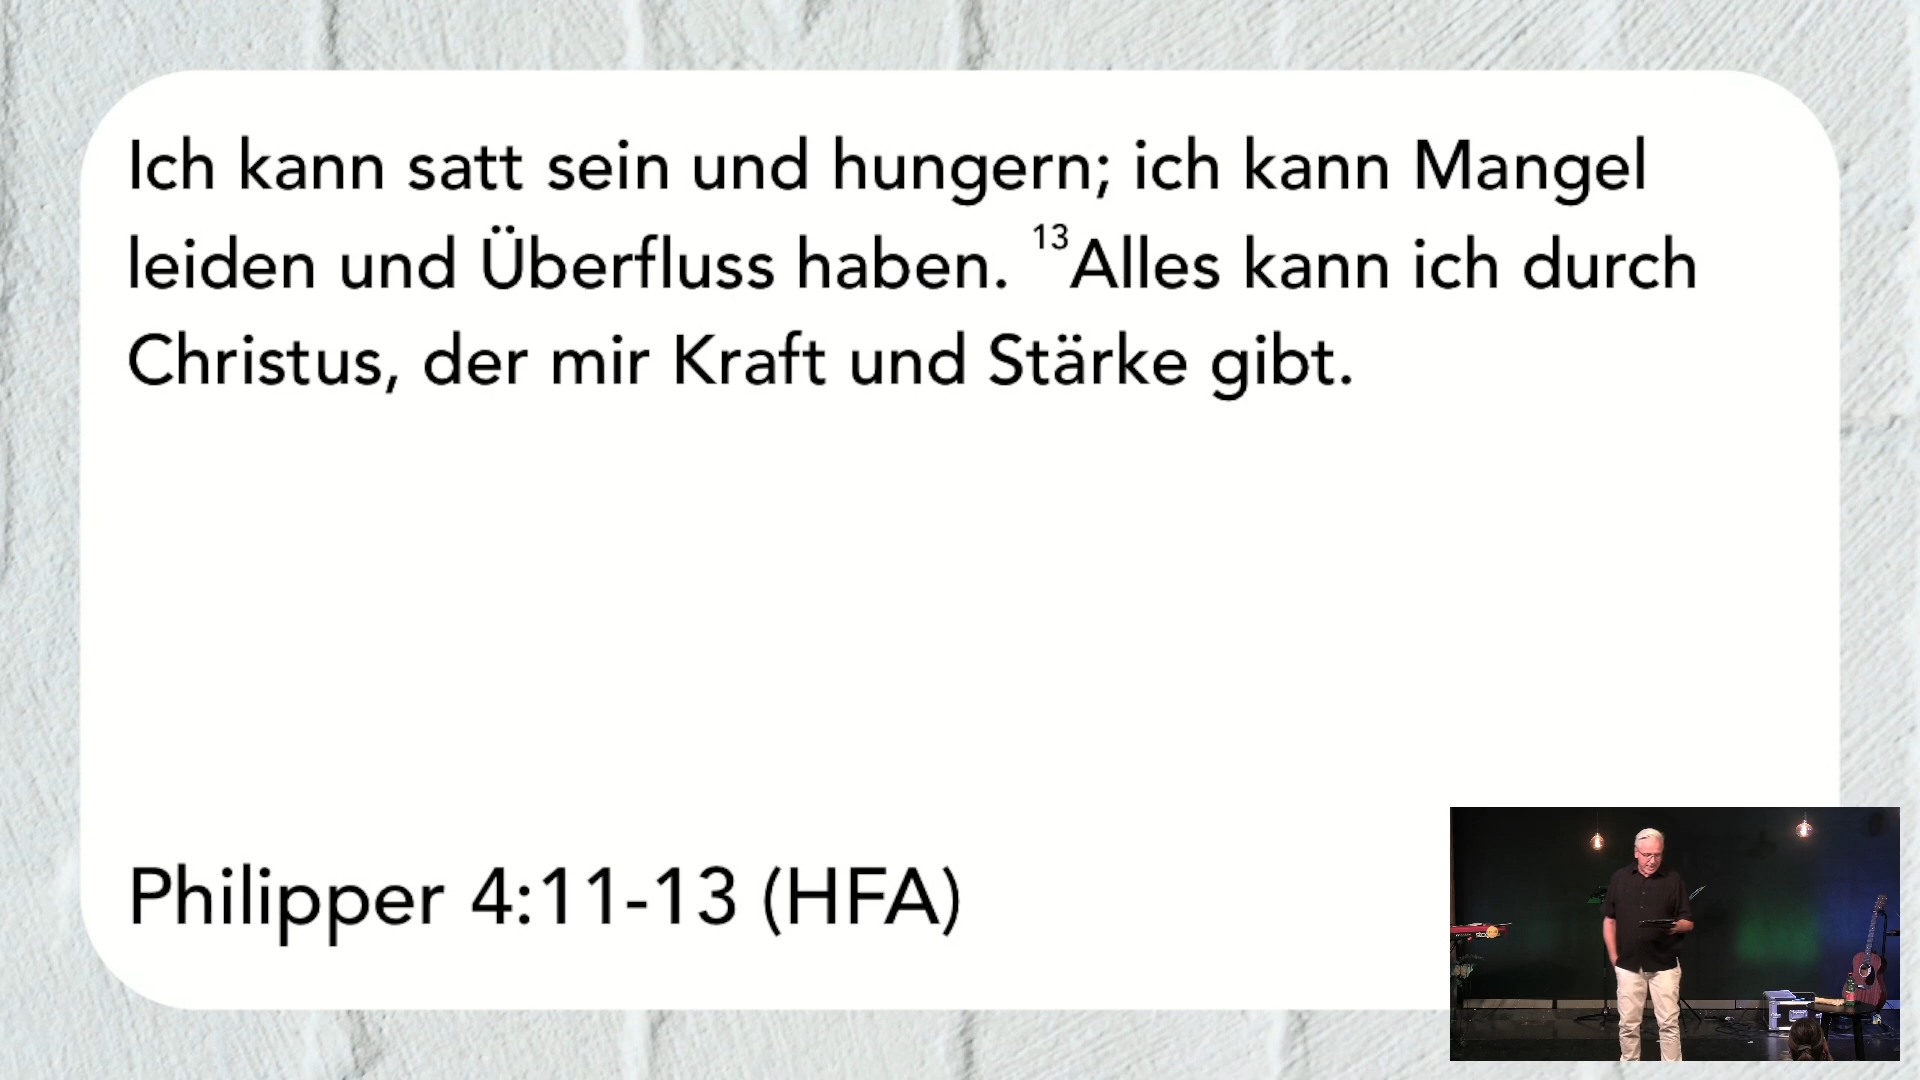 Ich kann satt sein und hungern; ich kann Mangel
leiden und Überfluss haben. ¹³Alles kann ich durch
Christus, der mir Kraft und Stärke gibt.
Philipper 4:11-13 (HFA)